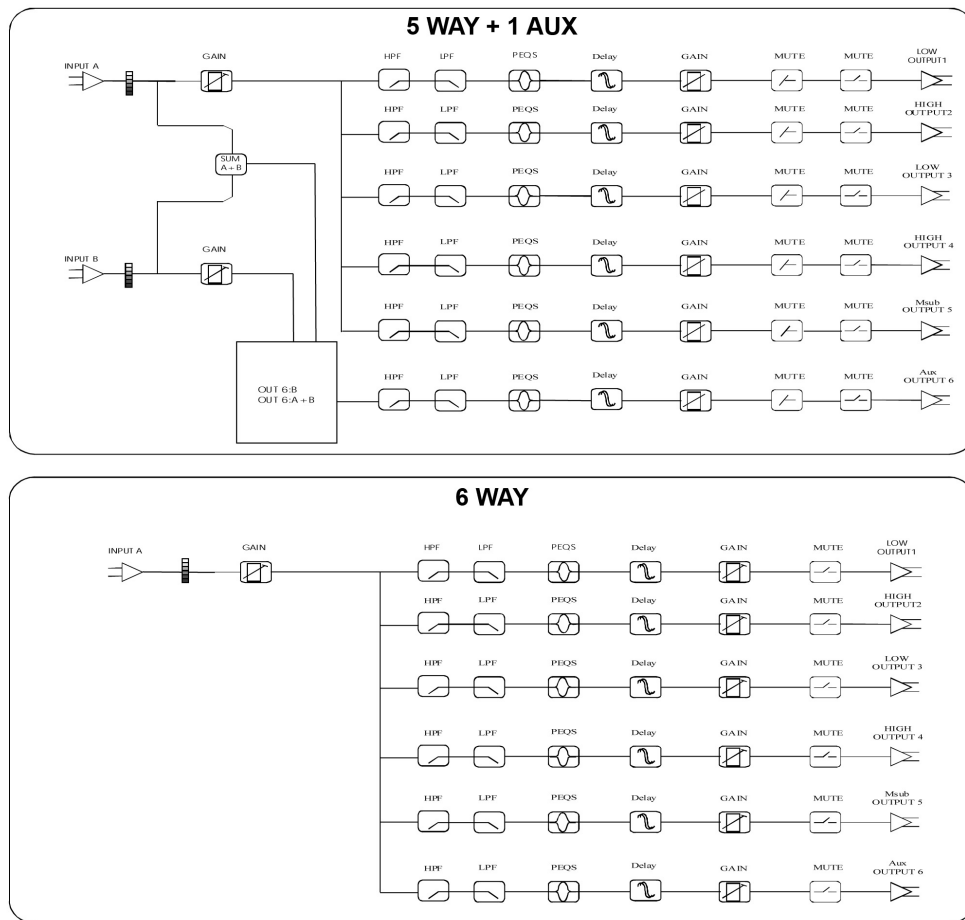 5 WAY + 1 AUX
INPUT A
GAIN
HPF LPF PEQS Delay GAIN MUTE MUTE LOW OUTPUT1
HPF LPF PEQS Delay GAIN MUTE MUTE HIGH OUTPUT2
SUM
A + B
HPF LPF PEQS Delay GAIN MUTE MUTE LOW OUTPUT 3
INPUT B
GAIN
HPF LPF PEQS Delay GAIN MUTE MUTE HIGH OUTPUT 4
HPF LPF PEQS Delay GAIN MUTE MUTE Msub OUTPUT 5
OUT 6:B
OUT 6:A + B
HPF LPF PEQS Delay GAIN MUTE MUTE Aux OUTPUT 6
6 WAY
INPUT A
GAIN
HPF LPF PEQS Delay GAIN MUTE LOW OUTPUT1
HPF LPF PEQS Delay GAIN MUTE HIGH OUTPUT2
HPF LPF PEQS Delay GAIN MUTE LOW OUTPUT 3
HPF LPF PEQS Delay GAIN MUTE HIGH OUTPUT 4
HPF LPF PEQS Delay GAIN MUTE Msub OUTPUT 5
HPF LPF PEQS Delay GAIN MUTE Aux OUTPUT 6